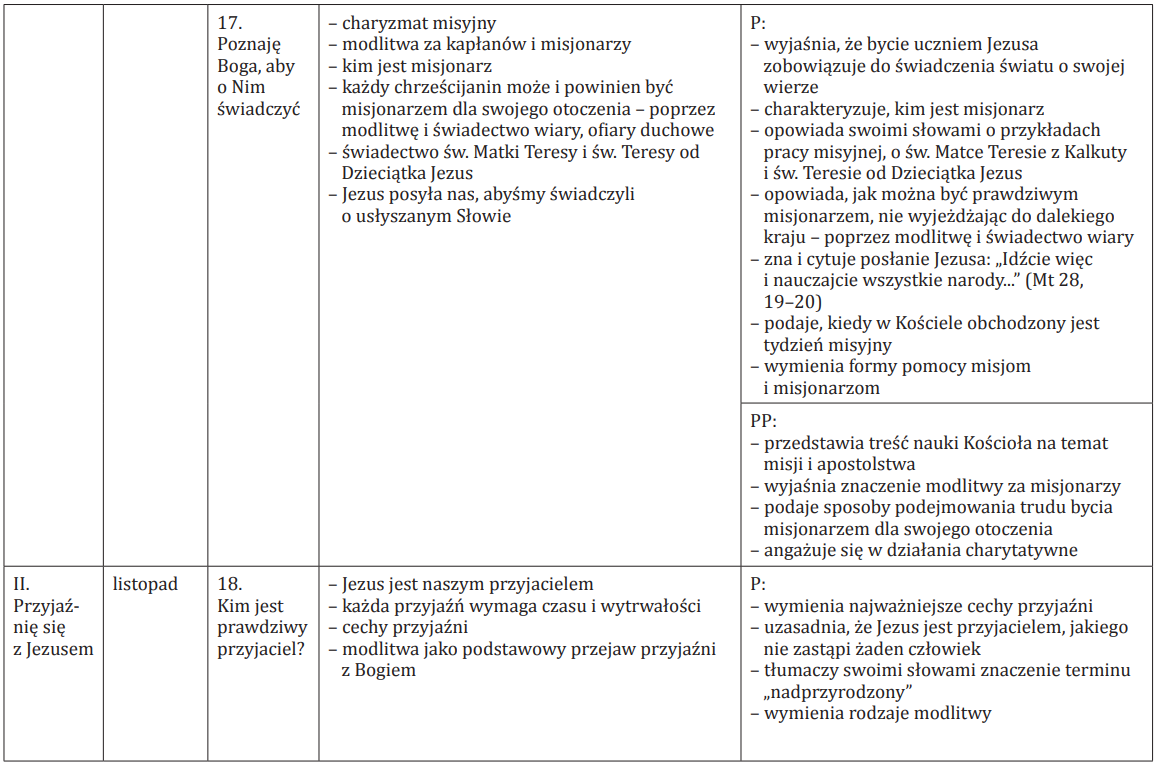 17.
Poznaję
Boga, aby
o Nim
świadczyć
– charyzmat misyjny
– modlitwa za kapłanów i misjonarzy
– kim jest misjonarz
– każdy chrześcijanin może i powinien być
misjonarzem dla swojego otoczenia – poprzez
modlitwę i świadectwo wiary, ofiary duchowe
– świadectwo św. Matki Teresy i św. Teresy od
Dzieciątka Jezus
– Jezus posyła nas, abyśmy świadczyli
o usłyszanym Słowie
P:
– wyjaśnia, że bycie uczniem Jezusa
zobowiązuje do świadczenia światu o swojej
wierze
– charakteryzuje, kim jest misjonarz
– opowiada swoimi słowami o przykładach
pracy misyjnej, o św. Matce Teresie z Kalkuty
i św. Teresie od Dzieciątka Jezus
– opowiada, jak można być prawdziwym
misjonarzem, nie wyjeżdżając do dalekiego
kraju – poprzez modlitwę i świadectwo wiary
– zna i cytuje posłanie Jezusa: „Idźcie więc
i nauczajcie wszystkie narody...” (Mt 28,
19–20)
– podaje, kiedy w Kościele obchodzony jest
tydzień misyjny
– wymienia formy pomocy misjom
i misjonarzom
PP:
– przedstawia treść nauki Kościoła na temat
misji i apostolstwa
– wyjaśnia znaczenie modlitwy za misjonarzy
– podaje sposoby podejmowania trudu bycia
misjonarzem dla swojego otoczenia
– angażuje się w działania charytatywne
II.
Przyjaź-
nię się
z Jezusem
listopad
18.
Kim jest
prawdziwy
przyjaciel?
– Jezus jest naszym przyjacielem
– każda przyjaźń wymaga czasu i wytrwałości
– cechy przyjaźni
– modlitwa jako podstawowy przejaw przyjaźni
z Bogiem
P:
– wymienia najważniejsze cechy przyjaźni
– uzasadnia, że Jezus jest przyjacielem, jakiego
nie zastąpi żaden człowiek
– tłumaczy swoimi słowami znaczenie terminu
„nadprzyrodzony”
– wymienia rodzaje modlitwy